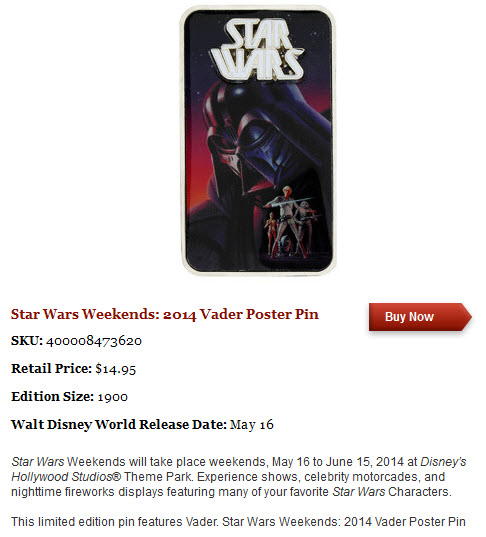 STAR
WARS
Star Wars Weekends: 2014 Vader Poster Pin
Buy Now
SKU: 400008473620
Retail Price: $14.95
Edition Size: 1900
Walt Disney World Release Date: May 16
Star Wars Weekends will take place weekends, May 16 to June 15, 2014 at Disney's
Hollywood Studios® Theme Park. Experience shows, celebrity motorcades, and
nighttime fireworks displays featuring many of your favorite Star Wars Characters.
This limited edition pin features Vader. Star Wars Weekends: 2014 Vader Poster Pin